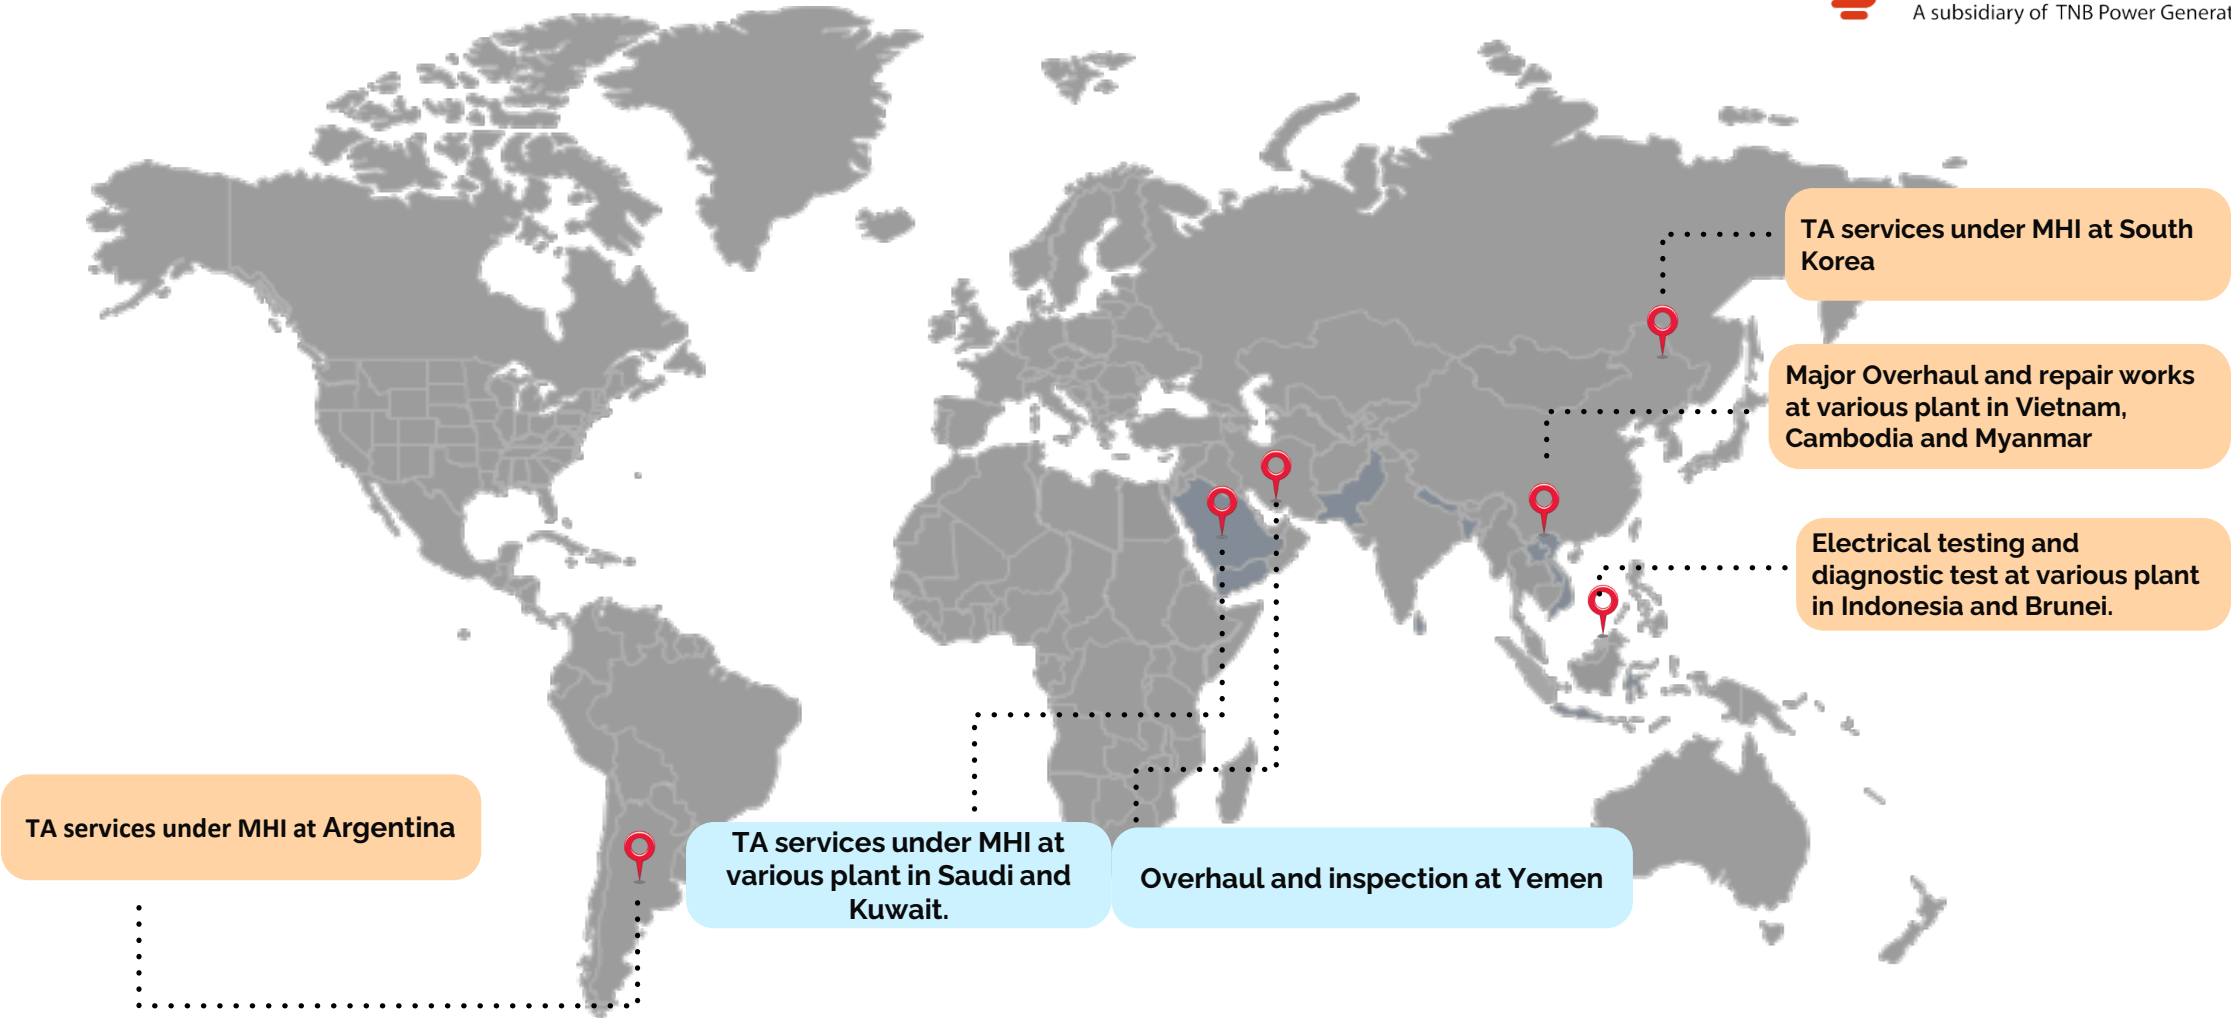 A subsidiary of TNB Power Generat
TA services under MHI at South
Korea
Major Overhaul and repair works
at various plant in Vietnam,
Cambodia and Myanmar
Electrical testing and
diagnostic test at various plant
in Indonesia and Brunei.
TA services under MHI at Argentina
TA services under MHI at
various plant in Saudi and
Kuwait.
Overhaul and inspection at Yemen